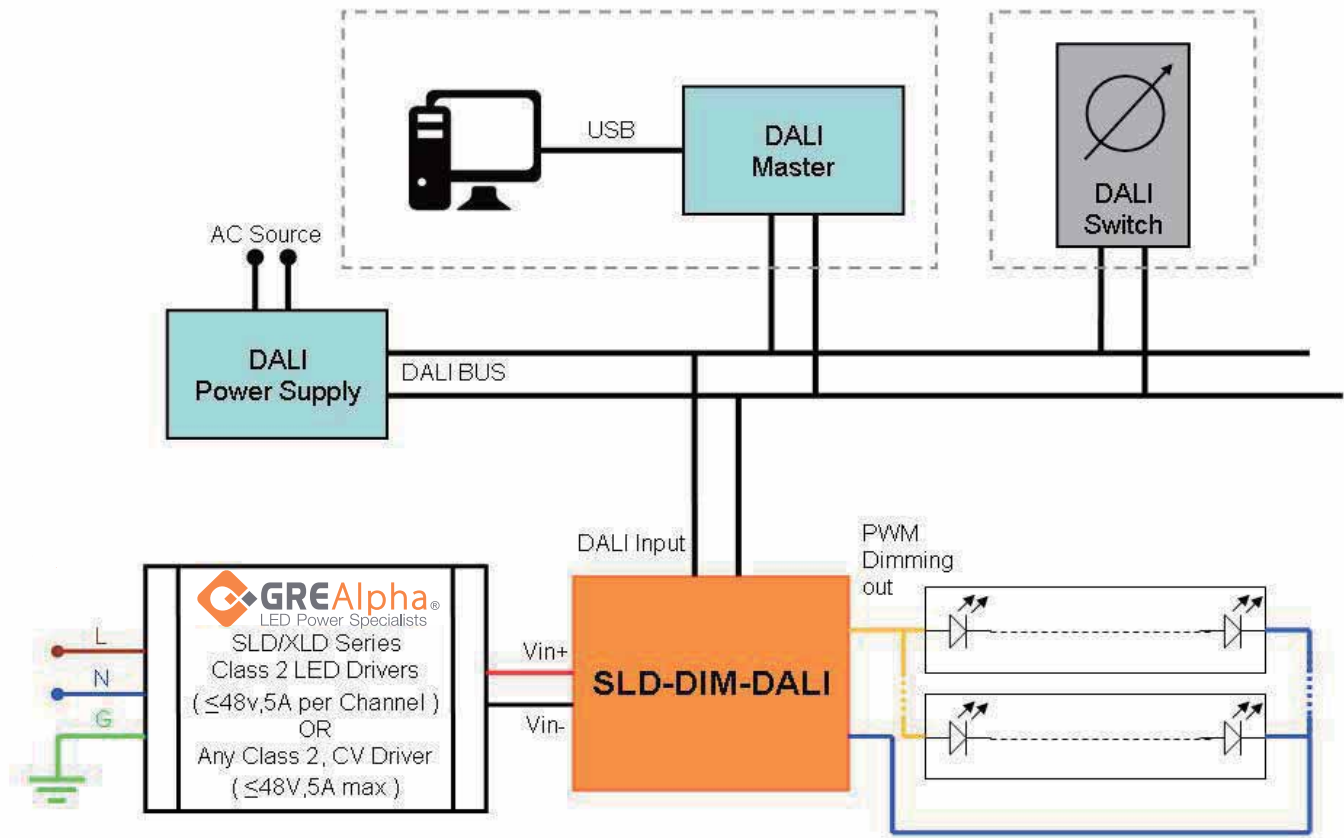 USB
DALI
Master
DALI
Switch
AC Source
DALI
Power Supply
DALI BUS
DALI Input
PWM
Dimming
out
GREAlpha®
LED Power Specialists
SLD/XLD Series
Class 2 LED Drivers
( ≤48v,5A per Channel )
OR
Any Class 2, CV Driver
( ≤48V,5A max )
L
N
G
Vin+
Vin-
SLD-DIM-DALI